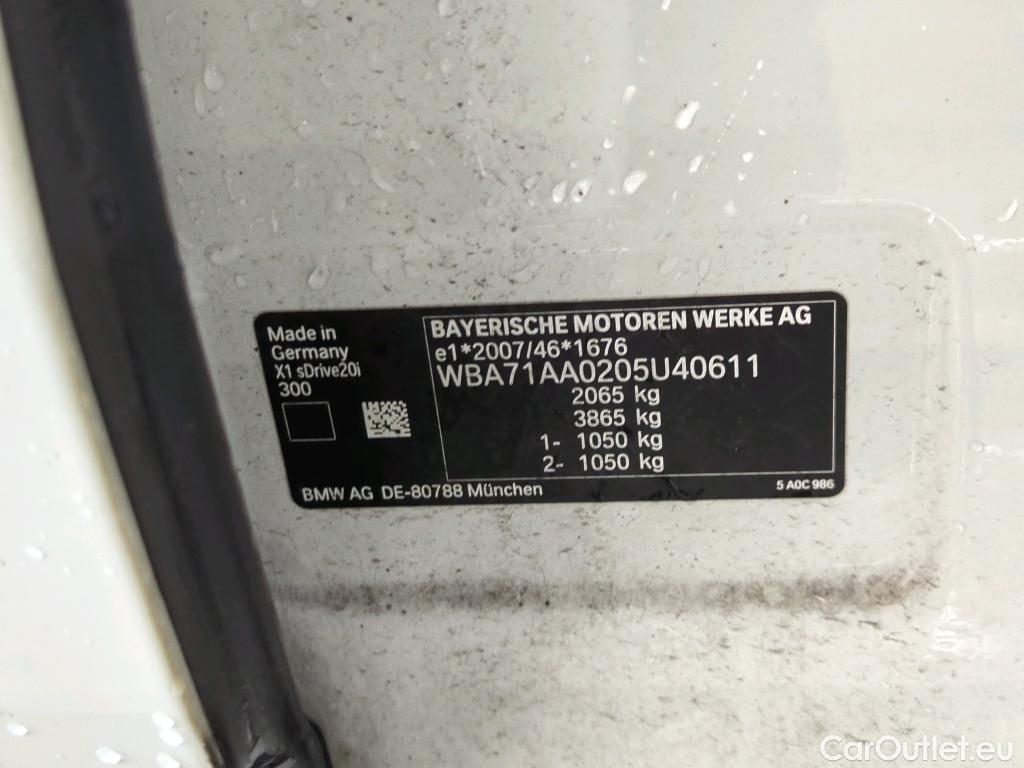 Made in
Germany
X1 sDrive20i
300
BAYERISCHE MOTOREN WERKE AG
e1*2007/46*1676
WBA71AA0205U40611
2065 kg
3865 kg
1- 1050 kg
2- 1050 kg
BMW AG DE-80788 München
5 A0C 986
CarOutlet.eu